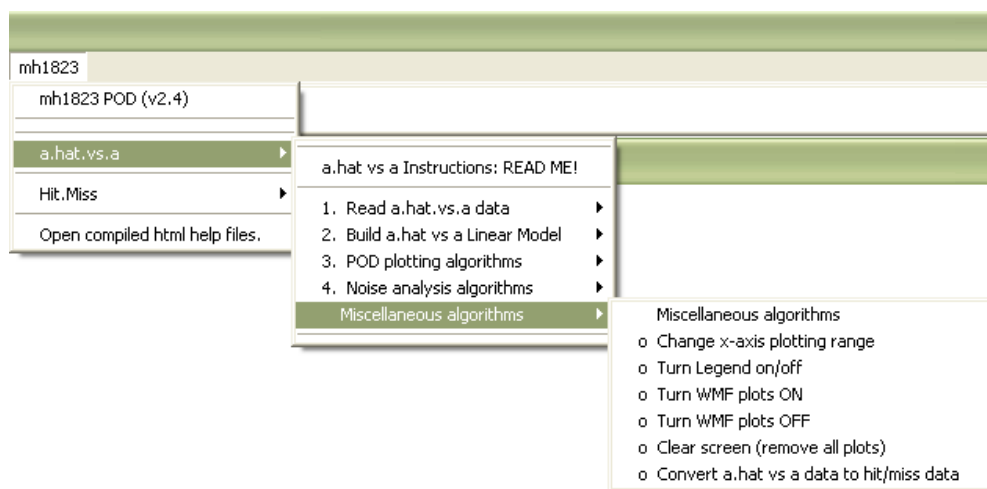 mh1823
mh1823 POD (v2.4)
a.hat.vs.a
Hit.Miss
Open compiled html help files.
a.hat vs a Instructions: READ ME!
1. Read a.hat.vs.a data
2. Build a.hat vs a Linear Model
3. POD plotting algorithms
4. Noise analysis algorithms
Miscellaneous algorithms
Miscellaneous algorithms
o Change x-axis plotting range
o Turn Legend on/off
o Turn WMF plots ON
o Turn WMF plots OFF
o Clear screen (remove all plots)
o Convert a.hat vs a data to hit/miss data